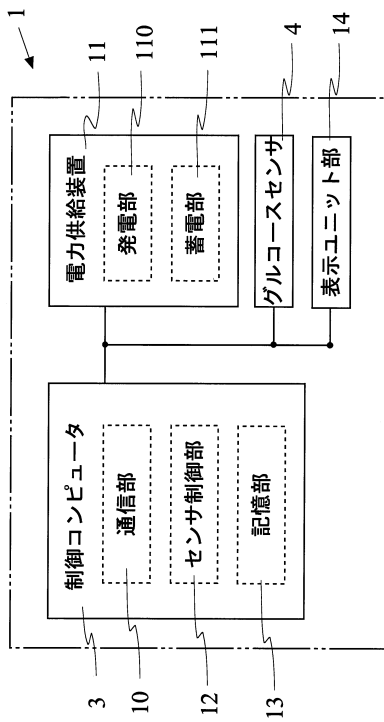 1
電力供給装置
11
発電部
110
蓄電部
111
グルコースセンサ
4
表示ユニット部
14
制御コンピュータ
3
通信部
10
センサ制御部
12
記憶部
13